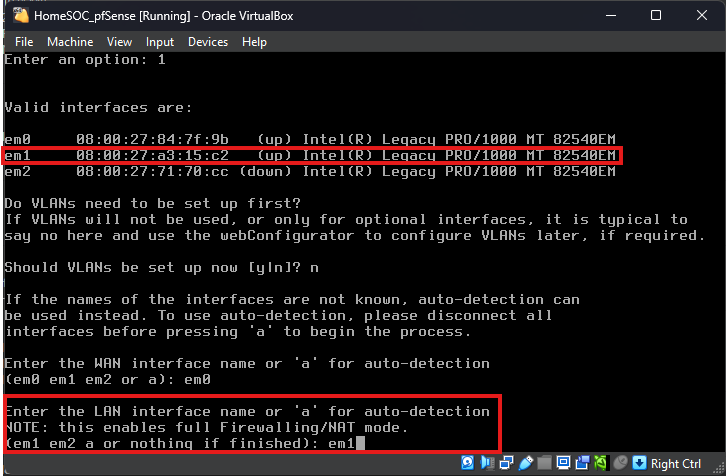 HomeSOC_pfSense [Running] - Oracle VirtualBox
File Machine View Input Devices Help
Enter an option: 1
Valid interfaces are:
em0 08:00:27:84:7f:9b (up) Intel(R) Legacy PRO/1000 MT 82540EM
em1 08:00:27:a3:15:c2 (up) Intel(R) Legacy PRO/1000 MT 82540EM
em2 08:00:27:71:70:cc (down) Intel(R) Legacy PRO/1000 MT 82540EM
Do VLANs need to be set up first?
If VLANs will not be used, or only for optional interfaces, it is typical to
say no here and use the webConfigurator to configure VLANs later, if required.
Should VLANs be set up now [y|n]? n
If the names of the interfaces are not known, auto-detection can
be used instead. To use auto-detection, please disconnect all
interfaces before pressing 'a' to begin the process.
Enter the WAN interface name or 'a' for auto-detection
(em0 em1 em2 or a): em0
Enter the LAN interface name or 'a' for auto-detection
NOTE: this enables full Firewalling/NAT mode.
(em1 em2 a or nothing if finished): em1
Right Ctrl